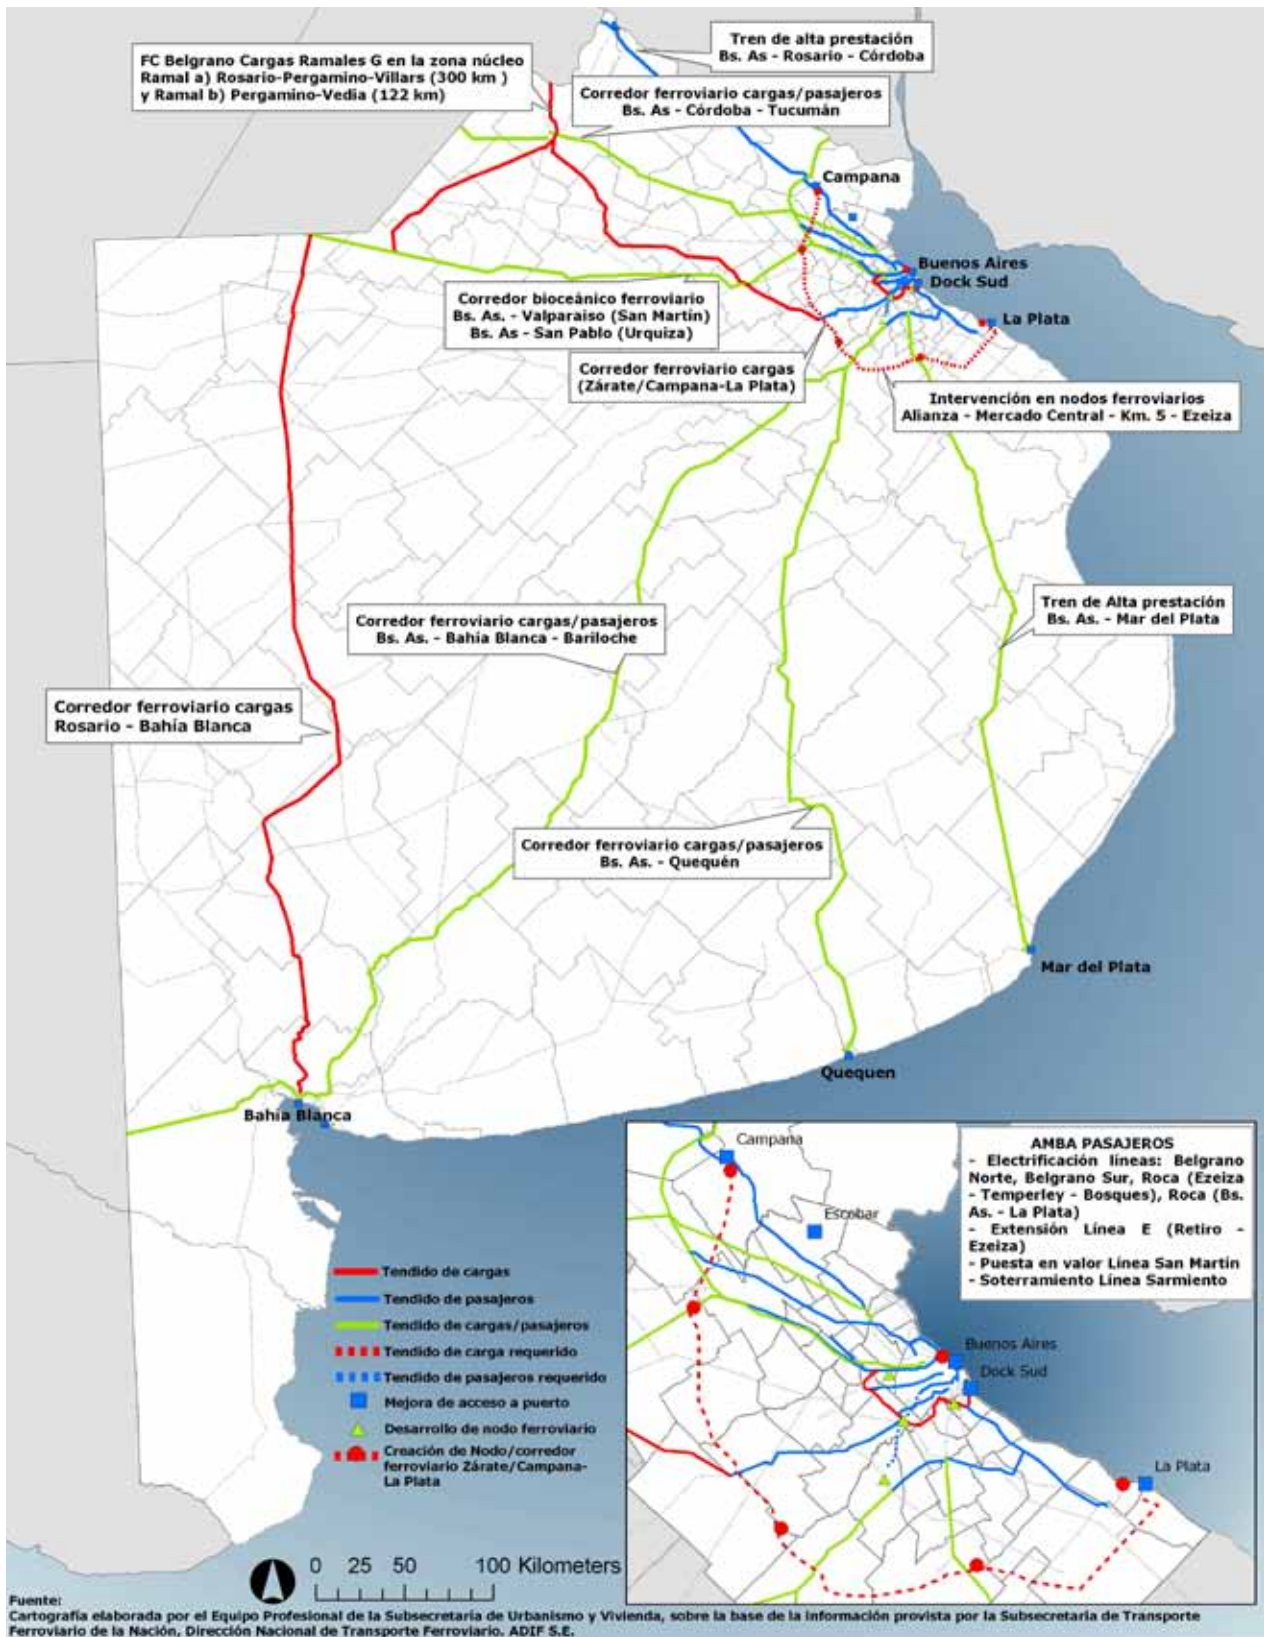 Tren de alta prestación
Bs. As - Rosario - Córdoba
FC Belgrano Cargas Ramales G en la zona núcleo
Ramal a) Rosario-Pergamino-Villars (300 km )
y Ramal b) Pergamino-Vedia (122 km)
Corredor ferroviario cargas/pasajeros
Bs. As - Córdoba - Tucumán
Campana
Buenos Aires
Dock Sud
La Plata
Corredor bioceánico ferroviario
Bs. As. - Valparaiso (San Martín)
Bs. As - San Pablo (Urquiza)
Corredor ferroviario cargas
(Zárate/Campana-La Plata)
Intervención en nodos ferroviarios
Alianza - Mercado Central - Km. 5 - Ezeiza
Tren de Alta prestación
Bs. As. - Mar del Plata
Corredor ferroviario cargas/pasajeros
Bs. As. - Bahía Blanca - Bariloche
Corredor ferroviario cargas
Rosario - Bahía Blanca
Corredor ferroviario cargas/pasajeros
Bs. As. - Quequén
Mar del Plata
Quequen
Bahía Blanca
Tendido de cargas
Tendido de pasajeros
Tendido de cargas/pasajeros
Tendido de carga requerido
Tendido de pasajeros requerido
Mejora de acceso a puerto
Desarrollo de nodo ferroviario
Creación de Nodo/corredor
ferroviario Zárate/Campana-
La Plata
0 25 50 100 Kilometers
Campana
Escobar
Buenos Aires
Dock Sud
La Plata
AMBA PASAJEROS
- Electrificación líneas: Belgrano
Norte, Belgrano Sur, Roca (Ezeiza
- Temperley - Bosques), Roca (Bs.
As. - La Plata)
- Extensión Línea E (Retiro -
Ezeiza)
- Puesta en valor Línea San Martín
- Soterramiento Línea Sarmiento
Fuente:
Cartografía elaborada por el Equipo Profesional de la Subsecretaria de Urbanismo y Vivienda, sobre la base de la información provista por la Subsecretaria de Transporte
Ferroviario de la Nación, Dirección Nacional de Transporte Ferroviario. ADIF S.E.